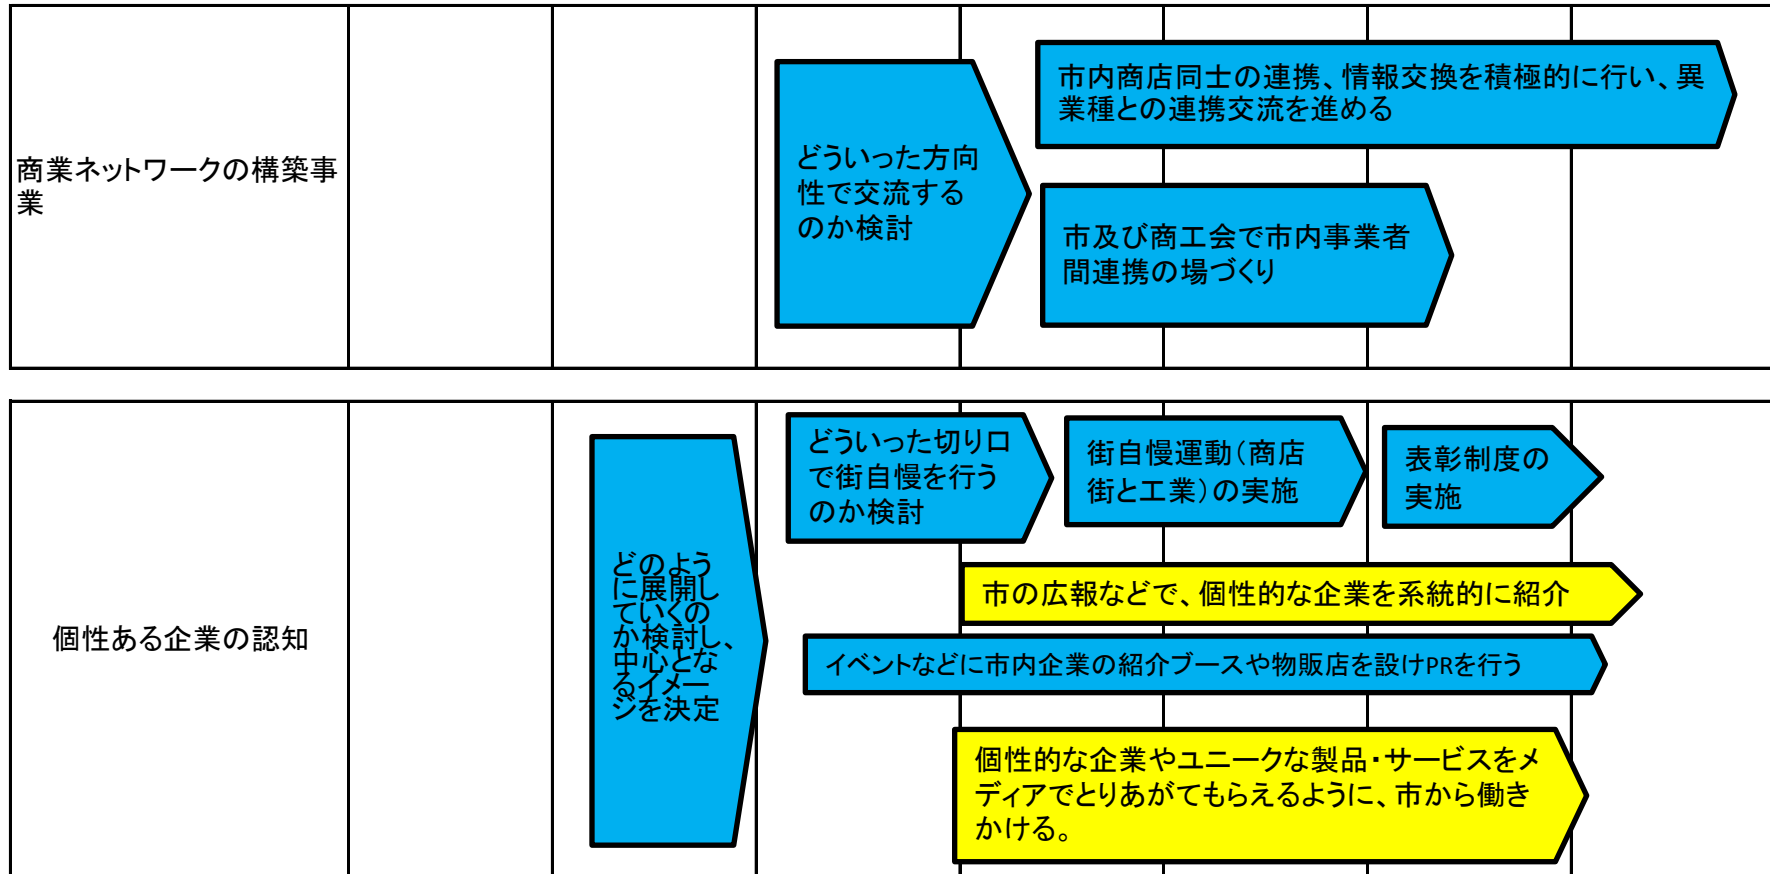 商業ネットワークの構築事
業
どういった方向
性で交流する
のか検討
市内商店同士の連携、情報交換を積極的に行い、異
業種との連携交流を進める
市及び商工会で市内事業者
間連携の場づくり
個性ある企業の認知
どのよう
に展開し
ていくの
か検討し、
中心とな
るイメー
ジを決定
どういった切り口
で街自慢を行う
のか検討
街自慢運動（商店
街と工業）の実施
表彰制度の
実施
市の広報などで、個性的な企業を系統的に紹介
イベントなどに市内企業の紹介ブースや物販店を設けPRを行う
個性的な企業やユニークな製品・サービスをメ
ディアでとりあがてもらえるように、市から働き
かける。